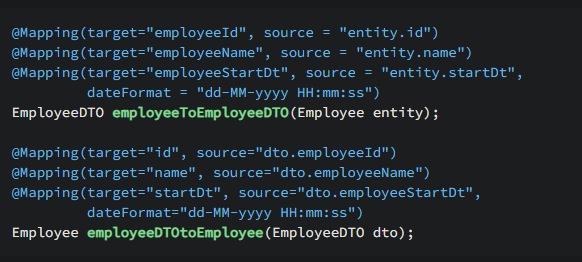 @Mapping(target="employeeId", source = "entity.id")
@Mapping(target="employeeName", source = "entity.name")
@Mapping(target="employeeStartDt", source = "entity.startDt",
dateFormat = "dd-MM-yyyy HH:mm:ss")
EmployeeDTO employeeToEmployeeDTO(Employee entity);
@Mapping(target="id", source="dto.employeeId")
@Mapping(target="name", source="dto.employeeName")
@Mapping(target="startDt", source="dto.employeeStartDt",
dateFormat="dd-MM-yyyy HH:mm:ss")
Employee employeeDTOtoEmployee(EmployeeDTO dto);